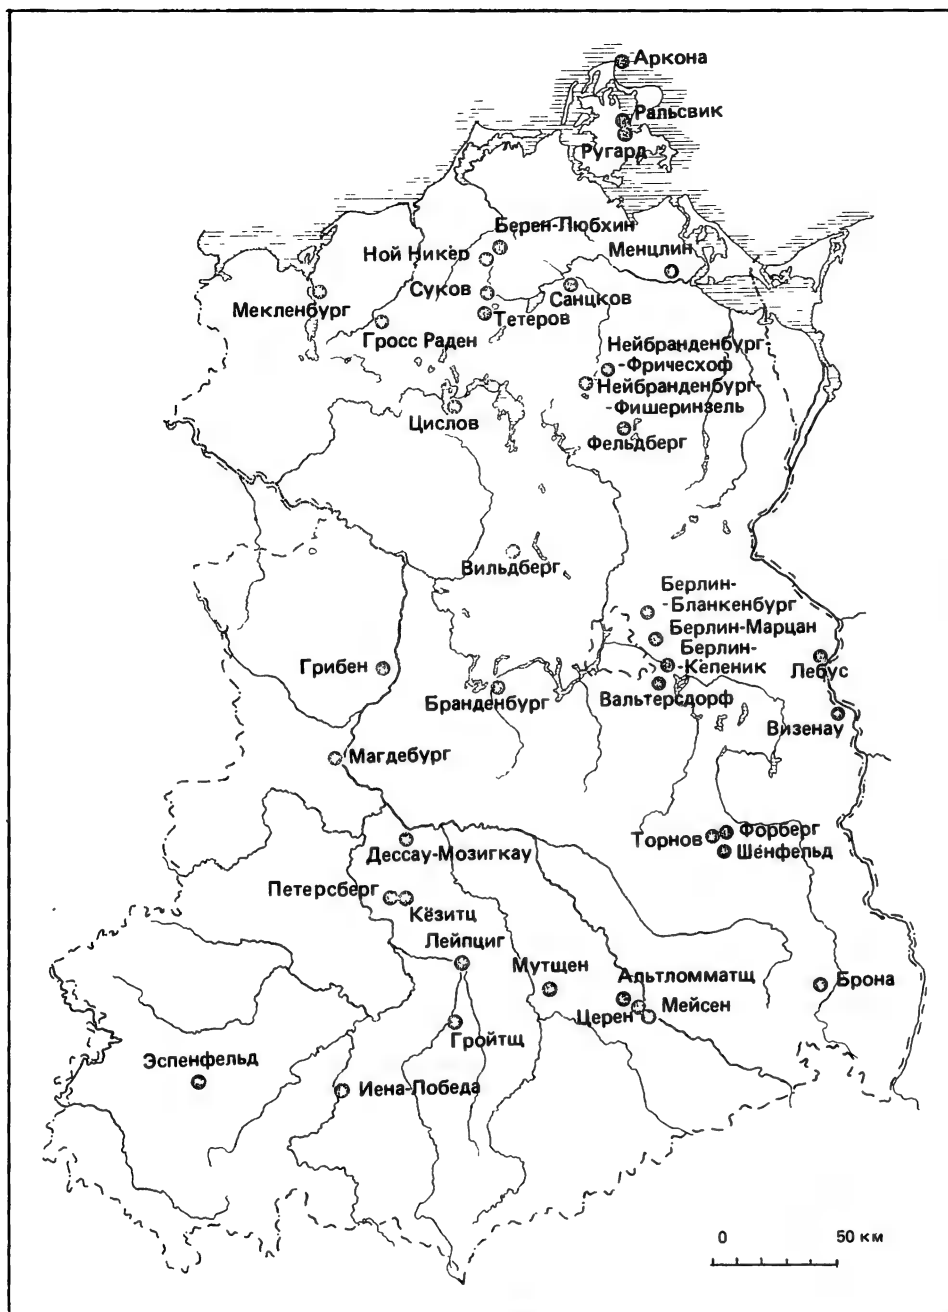 Аркона
Ральсвик
Ругард
Берен-Любхин
Ной Никер
Менцлин
Суков
Санцков
Мекленбург
Тетеров
Гросс Раден
Нейбранденбург-
-Фричесхоф
Нейбранденбург-
-Фишеринзель
Цислов
Фельдберг
Вильдберг
Берлин-
-Бланкенбург
Берлин-Марцан
Берлин-
-Кепеник
Грибен
Лебус
Бранденбург
Вальтерсдорф
Визенау
Магдебург
Торнов
Форберг
Шенфельд
Дессау-Мозигкау
Петерсберг
Кёзитц
Лейпциг
Мутщен
Альтломматщ
Брона
Церен
Мейсен
Гройтщ
Эспенфельд
Иена-Лобеда
0 50 км